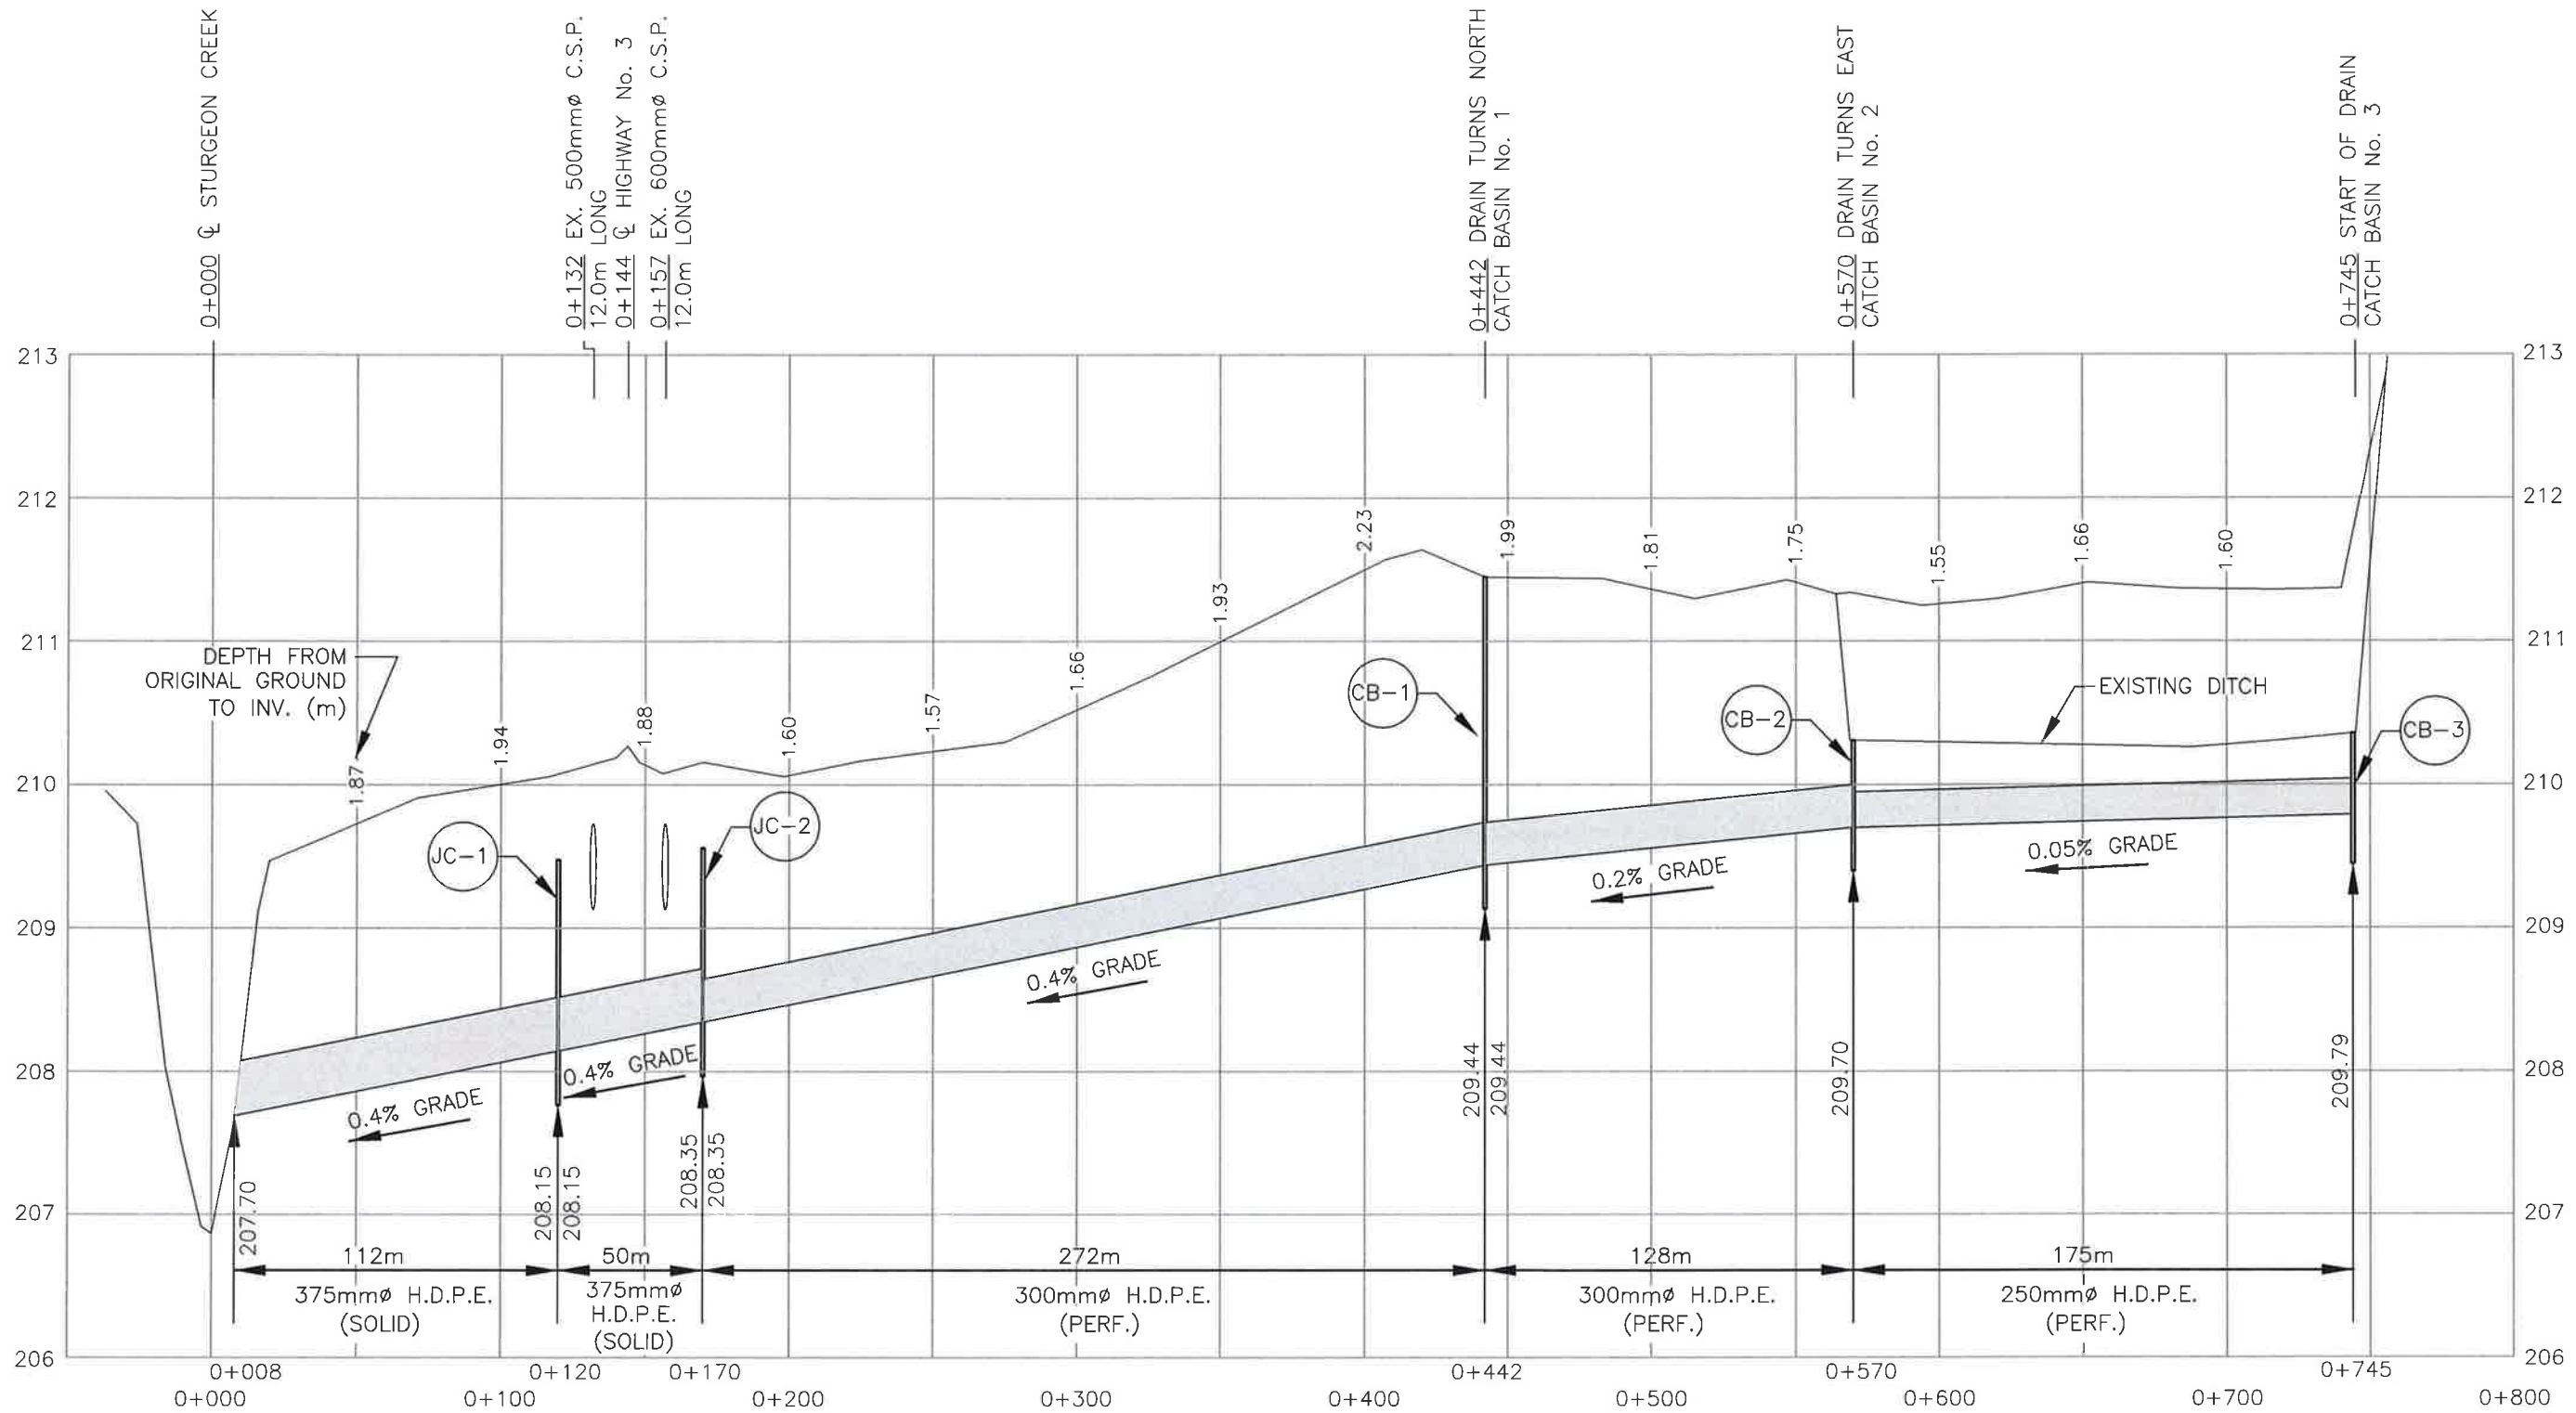 0+000 ℄ STURGEON CREEK
0+132 EX. 500mmø C.S.P.
12.0m LONG
0+144 ℄ HIGHWAY No. 3
0+157 EX. 600mmø C.S.P.
12.0m LONG
0+442 DRAIN TURNS NORTH
CATCH BASIN No. 1
0+570 DRAIN TURNS EAST
CATCH BASIN No. 2
0+745 START OF DRAIN
CATCH BASIN No. 3
213
213
212
212
211
211
210
210
209
209
208
208
207
207
206
206
DEPTH FROM
ORIGINAL GROUND
TO INV. (m)
1.87
1.94
1.88
1.60
1.57
1.66
1.93
2.23
1.99
1.81
1.75
1.55
1.66
1.60
JC-1
JC-2
CB-1
CB-2
CB-3
EXISTING DITCH
0.4% GRADE
0.4% GRADE
0.4% GRADE
0.2% GRADE
0.05% GRADE
207.70
208.15
208.15
208.35
208.35
209.44
209.44
209.70
209.79
112m
375mmø H.D.P.E.
(SOLID)
50m
375mmø
H.D.P.E.
(SOLID)
272m
300mmø H.D.P.E.
(PERF.)
128m
300mmø H.D.P.E.
(PERF.)
175m
250mmø H.D.P.E.
(PERF.)
0+008
0+120
0+170
0+442
0+570
0+745
0+000
0+100
0+200
0+300
0+400
0+500
0+600
0+700
0+800